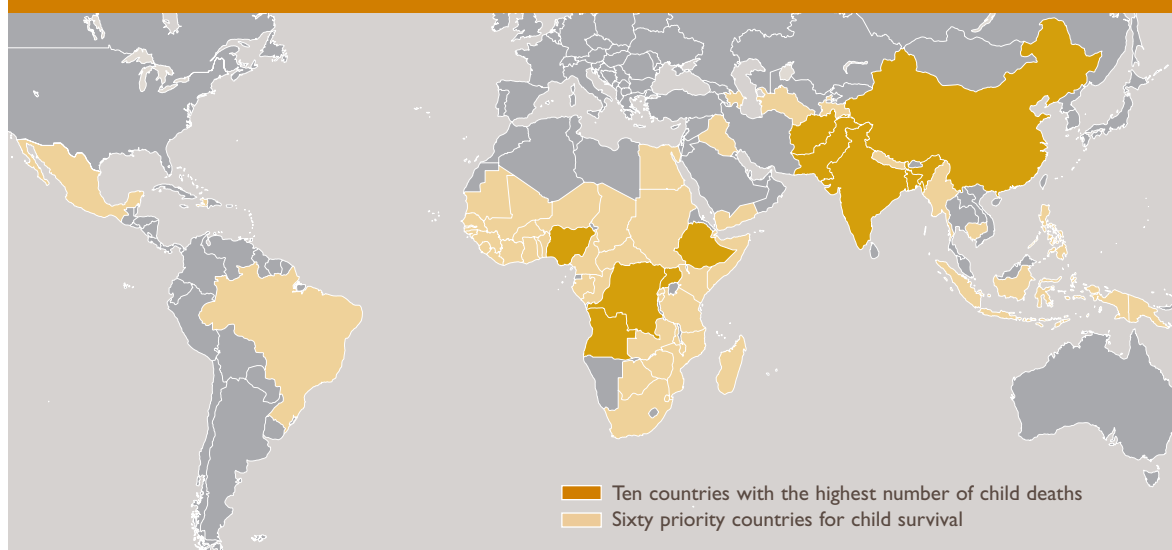 Ten countries with the highest number of child deaths
Sixty priority countries for child survival